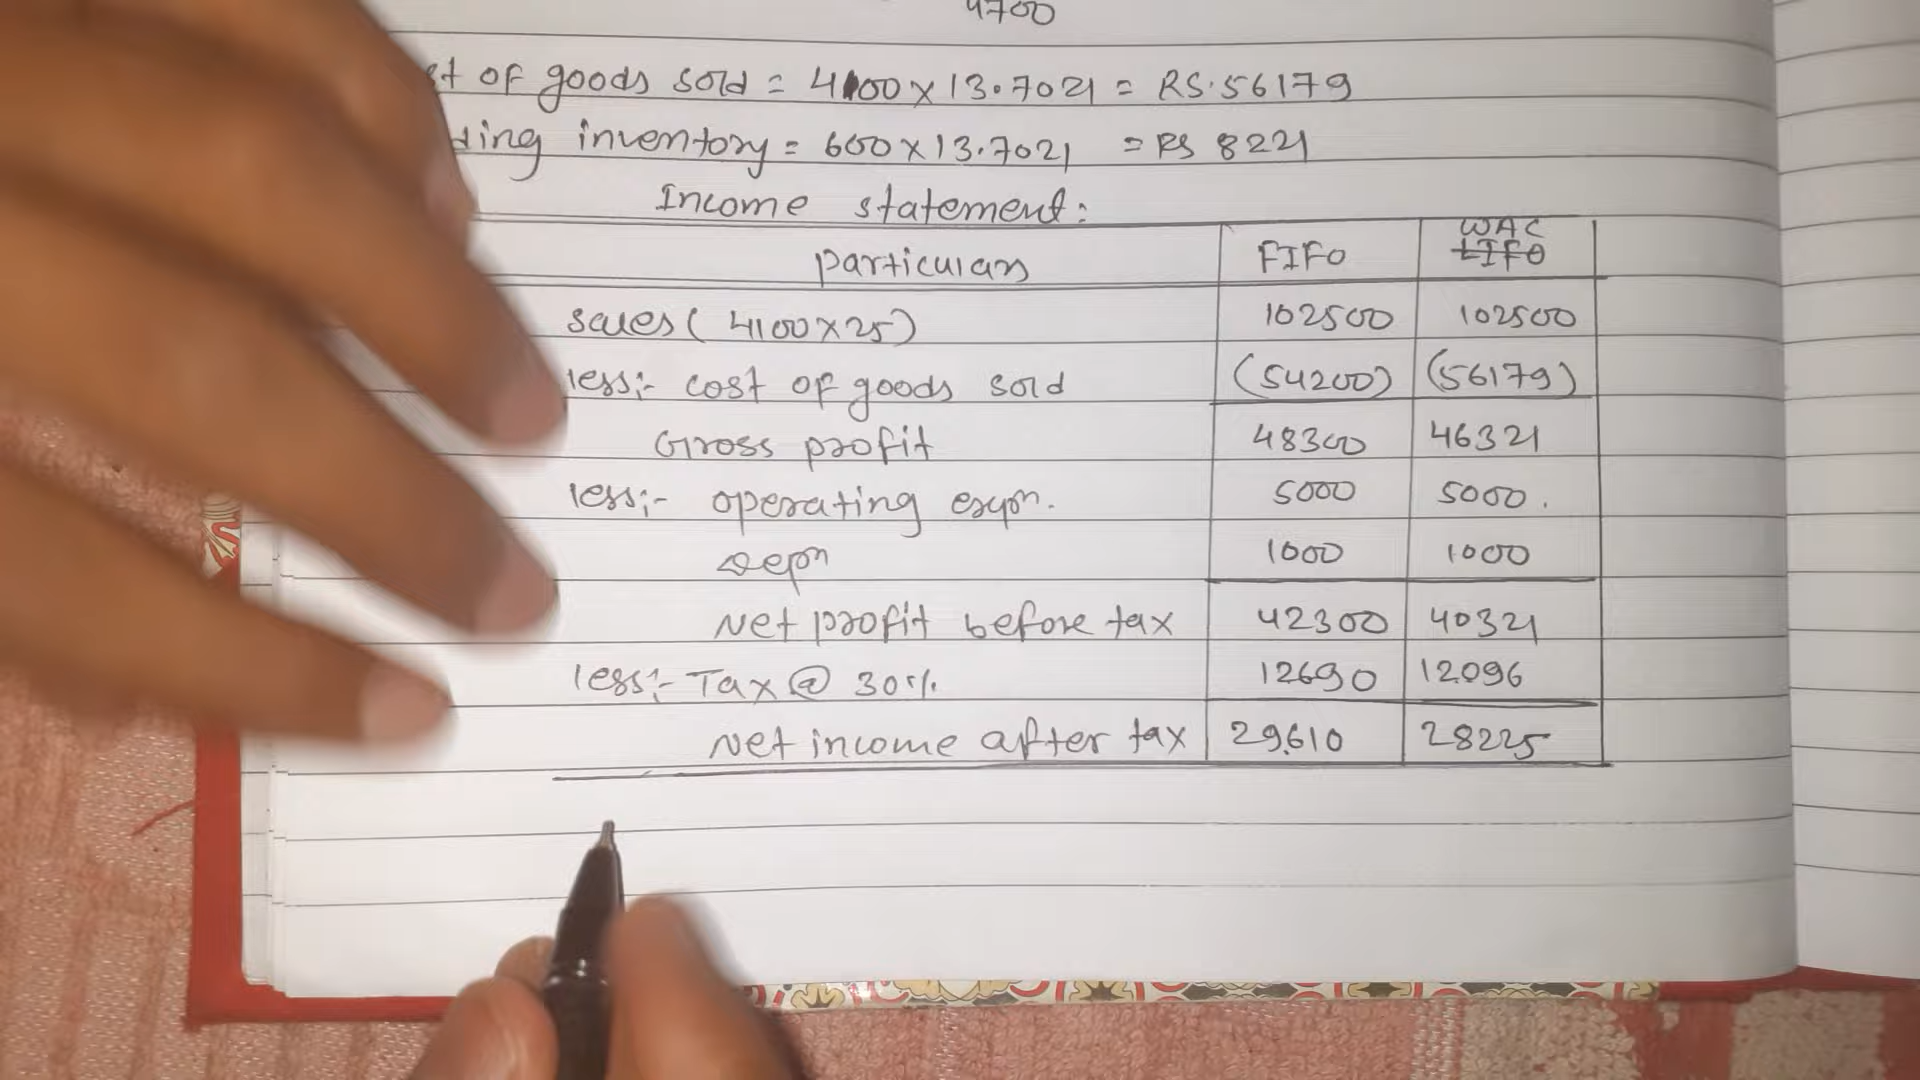 4700
st of goods sold = 4100 x 13.7021 = RS.56179
ding inventory = 600 x 13.7021 = RS 8221
Income statement:
particulars FIFO WAC LIFO
sales (4100x25) 102500 102500
less:- cost of goods sold (54200) (56179)
Gross profit 48300 46321
less:- operating expn. 5000 5000.
Depn 1000 1000
Net profit before tax 42300 40321
less:- Tax @ 30% 12690 12096
Net income after tax 29610 28225